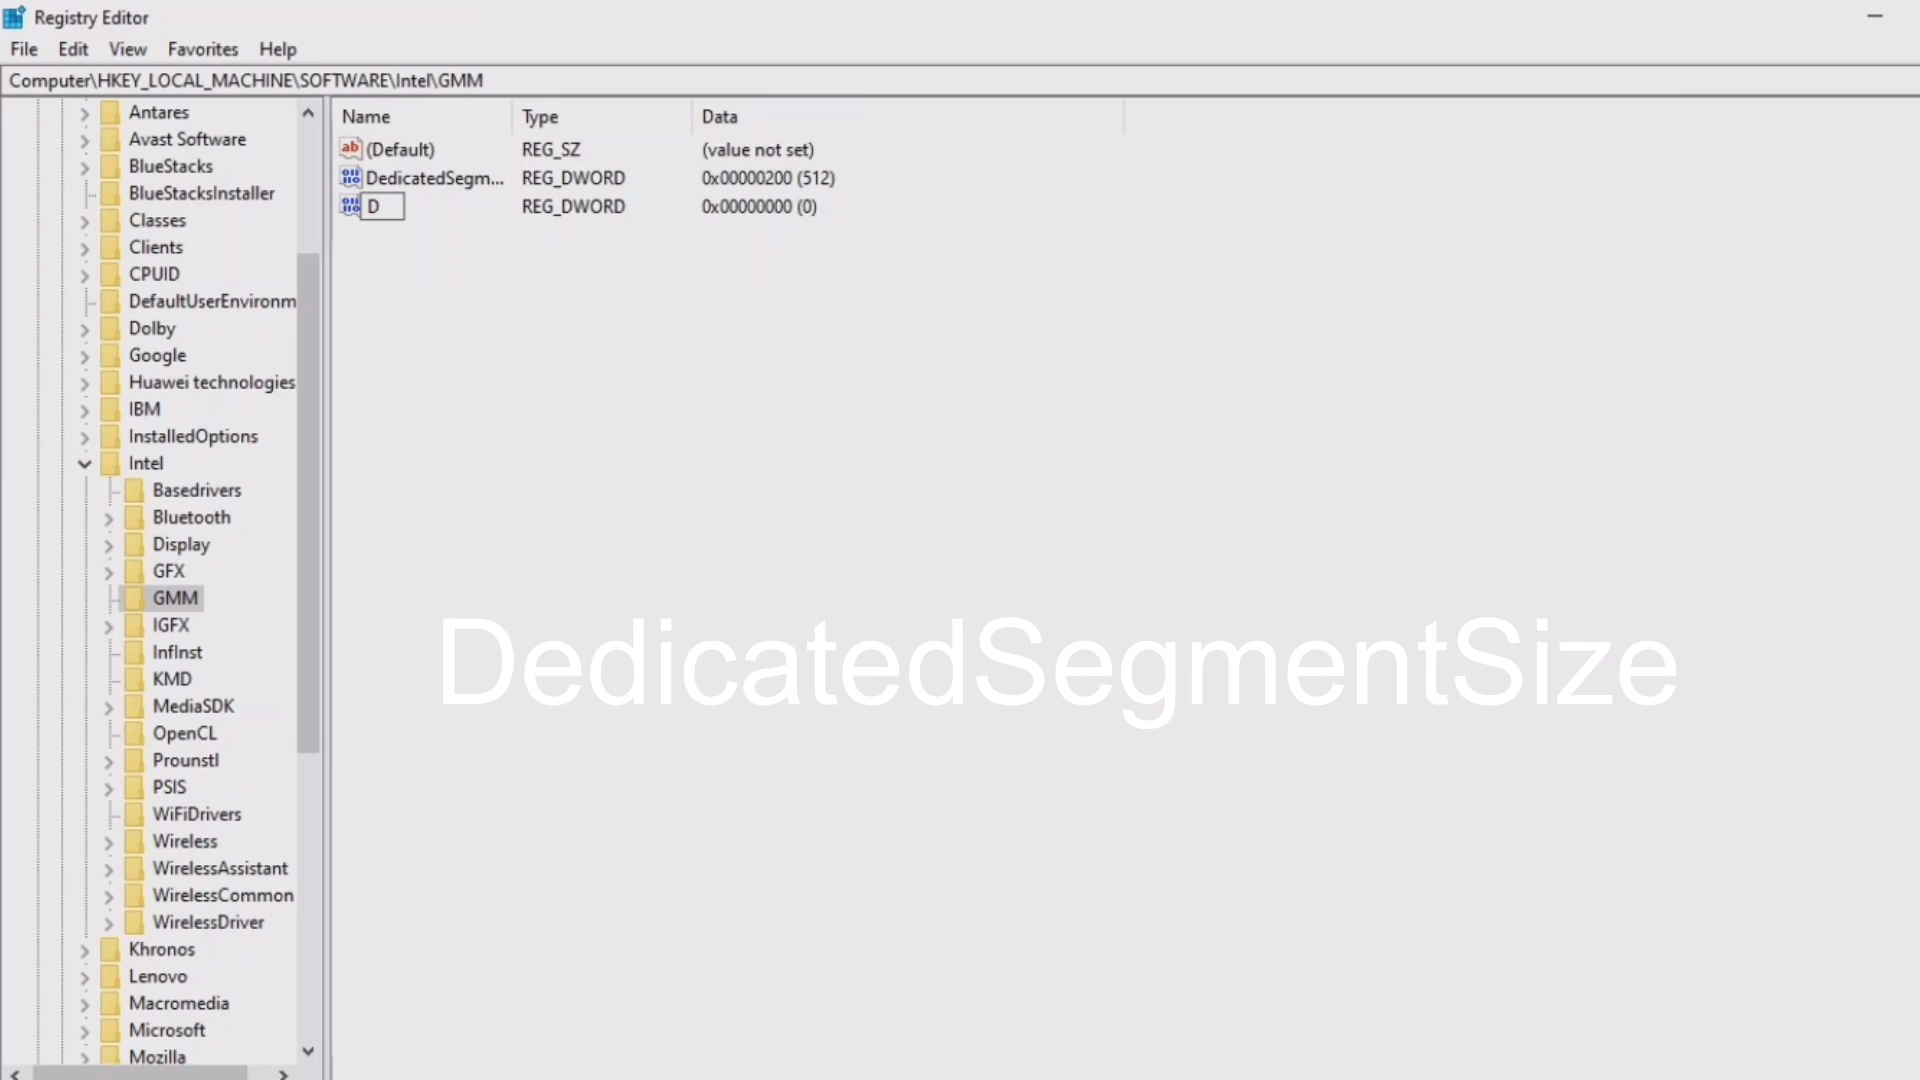 Registry Editor
File Edit View Favorites Help
Computer\HKEY_LOCAL_MACHINE\SOFTWARE\Intel\GMM
Antares
Avast Software
BlueStacks
BlueStacksInstaller
Classes
Clients
CPUID
DefaultUserEnvironm
Dolby
Google
Huawei technologies
IBM
InstalledOptions
Intel
Basedrivers
Bluetooth
Display
GFX
GMM
IGFX
InfInst
KMD
MediaSDK
OpenCL
Prounstl
PSIS
WiFiDrivers
Wireless
WirelessAssistant
WirelessCommon
WirelessDriver
Khronos
Lenovo
Macromedia
Microsoft
Mozilla
Name Type Data
ab (Default) REG_SZ (value not set)
DedicatedSegm... REG_DWORD 0x00000200 (512)
D REG_DWORD 0x00000000 (0)
DedicatedSegmentSize